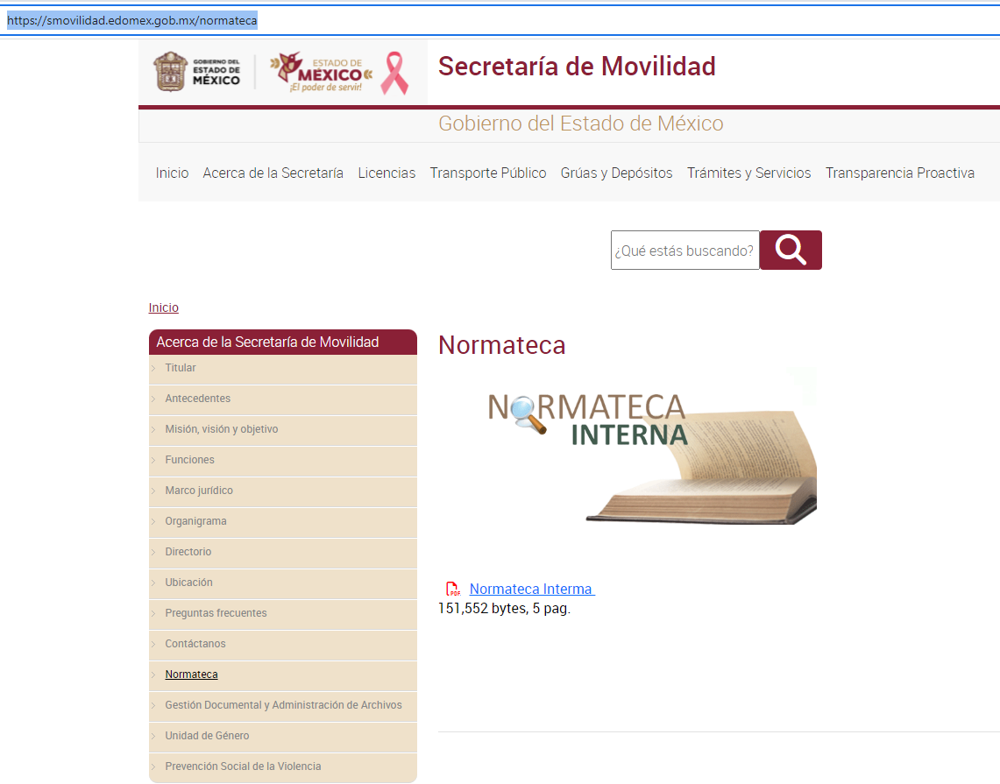 https://smovilidad.edomex.gob.mx/normateca
GOBIERNO DEL
ESTADO DE
MÉXICO
ESTADO DE
MÉXICO
¡El poder de servir!
Secretaría de Movilidad
Gobierno del Estado de México
Inicio Acerca de la Secretaría Licencias Transporte Público Grúas y Depósitos Trámites y Servicios Transparencia Proactiva
¿Qué estás buscando?
Inicio
Acerca de la Secretaría de Movilidad
Titular
Antecedentes
Misión, visión y objetivo
Funciones
Marco jurídico
Organigrama
Directorio
Ubicación
Preguntas frecuentes
Contáctanos
Normateca
Gestión Documental y Administración de Archivos
Unidad de Género
Prevención Social de la Violencia
Normateca
NORMATECA
INTERNA
PDF
Normateca Interma
151,552 bytes, 5 pag.